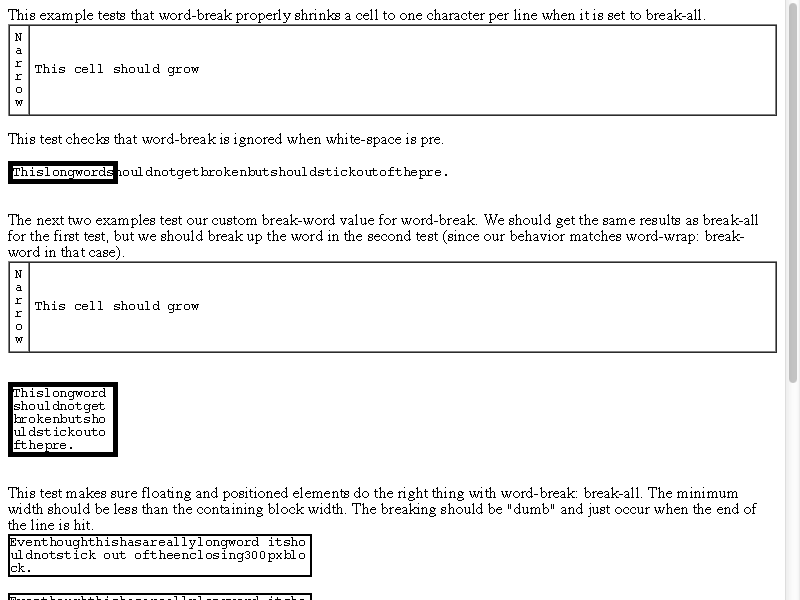 This example tests that word-break properly shrinks a cell to one character per line when it is set to break-all.
N
a
r
r
o
w
This cell should grow
This test checks that word-break is ignored when white-space is pre.
Thislongwordshouldnotgetbrokenbutshouldstickoutofthepre.
The next two examples test our custom break-word value for word-break. We should get the same results as break-all
for the first test, but we should break up the word in the second test (since our behavior matches word-wrap: break-
word in that case).
N
a
r
r
o
w
This cell should grow
Thislongword
shouldnotget
brokenbutsho
uldstickouto
fthepre.
This test makes sure floating and positioned elements do the right thing with word-break: break-all. The minimum
width should be less than the containing block width. The breaking should be "dumb" and just occur when the end of
the line is hit.
Eventhoughthishasareallylongword itsho
uldnotstick out oftheenclosing300pxblo
ck.